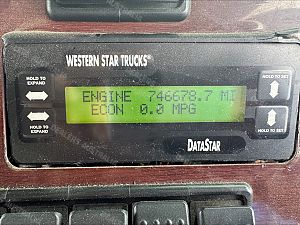 WESTERN STAR TRUCKS®
HOLD TO EXPAND
HOLD TO SET
ENGINE 746678.7 MI
ECON 0.0 MPG
HOLD TO EXPAND
HOLD TO SET
DATASTAR